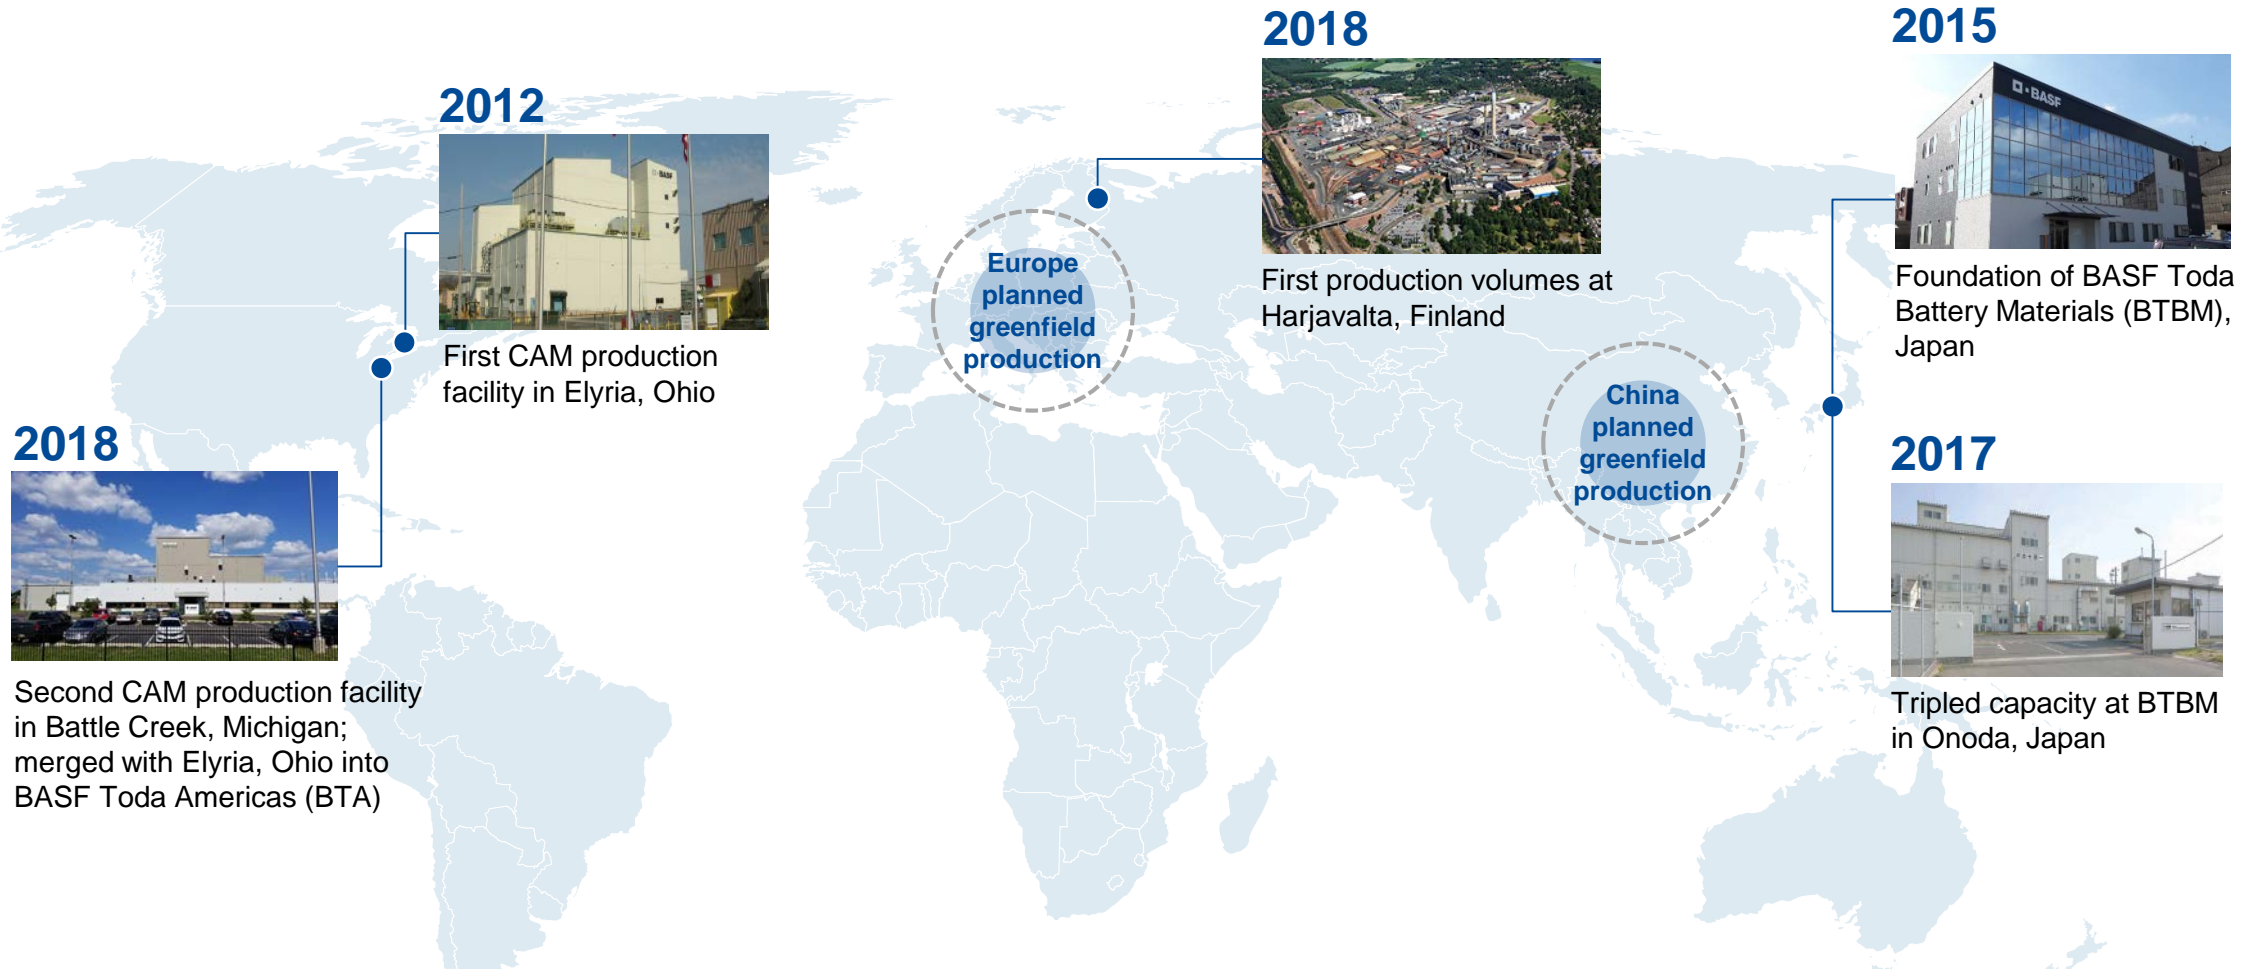 2012
BASF
First CAM production
facility in Elyria, Ohio
2018
Second CAM production facility
in Battle Creek, Michigan;
merged with Elyria, Ohio into
BASF Toda Americas (BTA)
Europe
planned
greenfield
production
2018
First production volumes at
Harjavalta, Finland
China
planned
greenfield
production
2015
BASF
Foundation of BASF Toda
Battery Materials (BTBM),
Japan
2017
Tripled capacity at BTBM
in Onoda, Japan